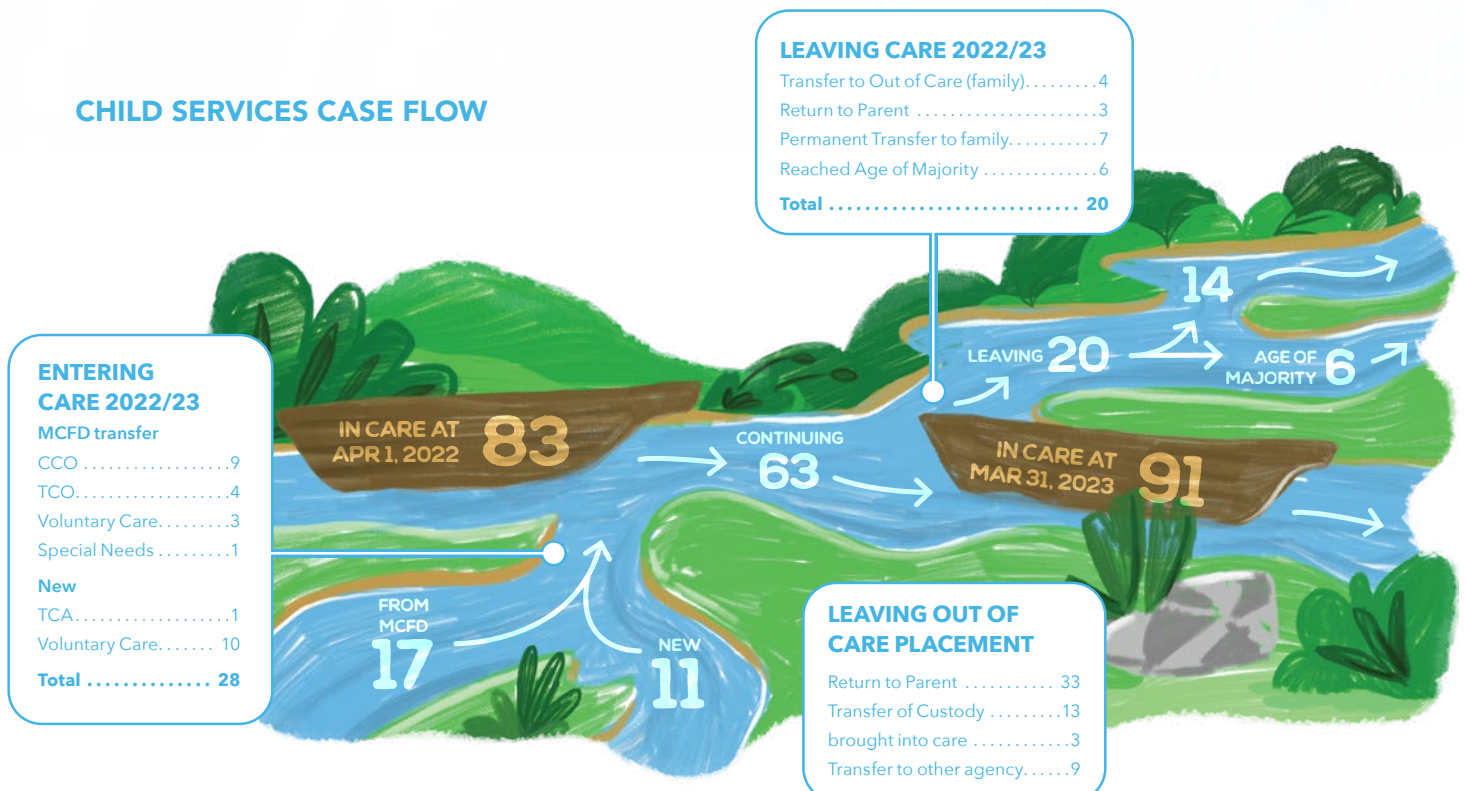 CHILD SERVICES CASE FLOW
LEAVING CARE 2022/23
Transfer to Out of Care (family).........4
Return to Parent ......................3
Permanent Transfer to family...........7
Reached Age of Majority ..............6
Total ............................ 20
ENTERING
CARE 2022/23
MCFD transfer
CCO ..................9
TCO...................4
Voluntary Care.........3
Special Needs .........1
New
TCA...................1
Voluntary Care....... 10
Total .............. 28
IN CARE AT
APR 1, 2022
83
CONTINUING
63
LEAVING 20
14
AGE OF
MAJORITY 6
IN CARE AT
MAR 31, 2023
91
FROM
MCFD
17
NEW
11
LEAVING OUT OF
CARE PLACEMENT
Return to Parent ........... 33
Transfer of Custody .........13
brought into care ............3
Transfer to other agency......9